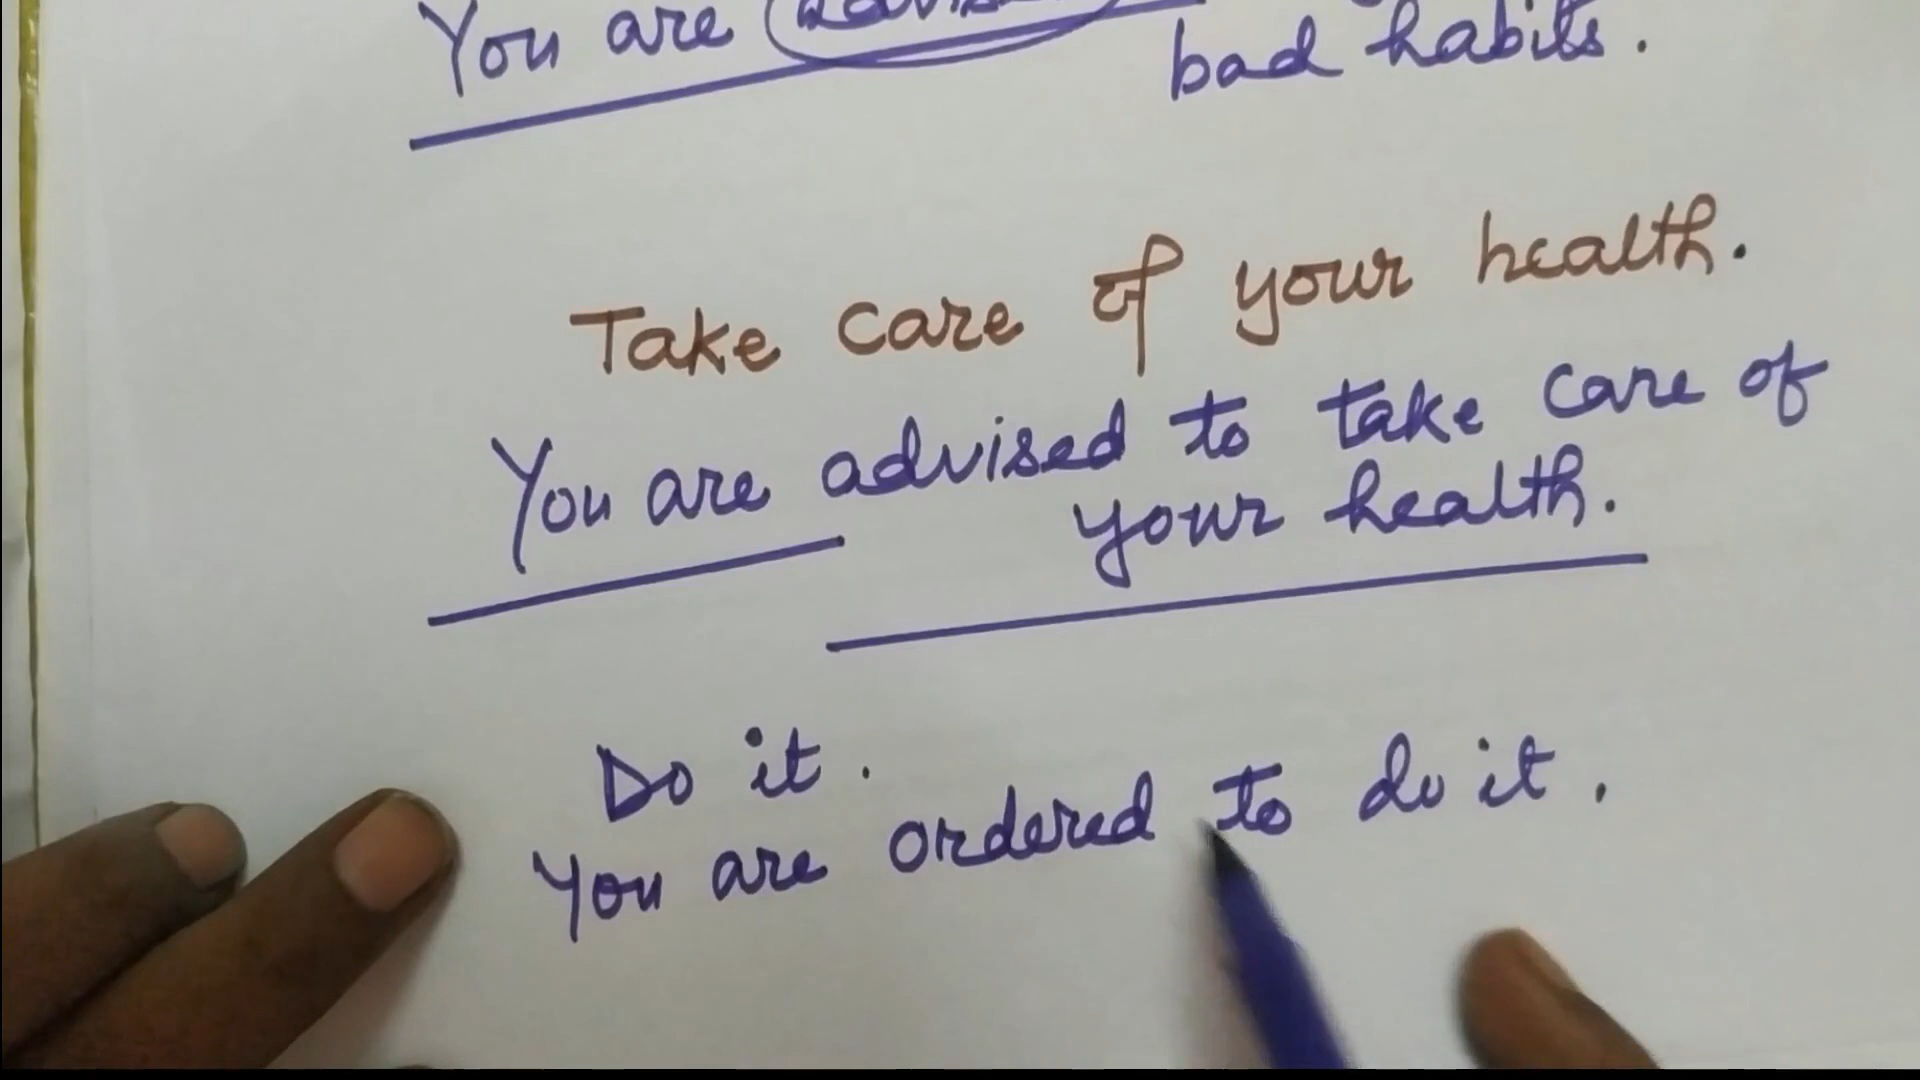 You are
bad habits.
Take care of your health.
You are advised to take care of
your health.
Do it.
You are ordered to do it.